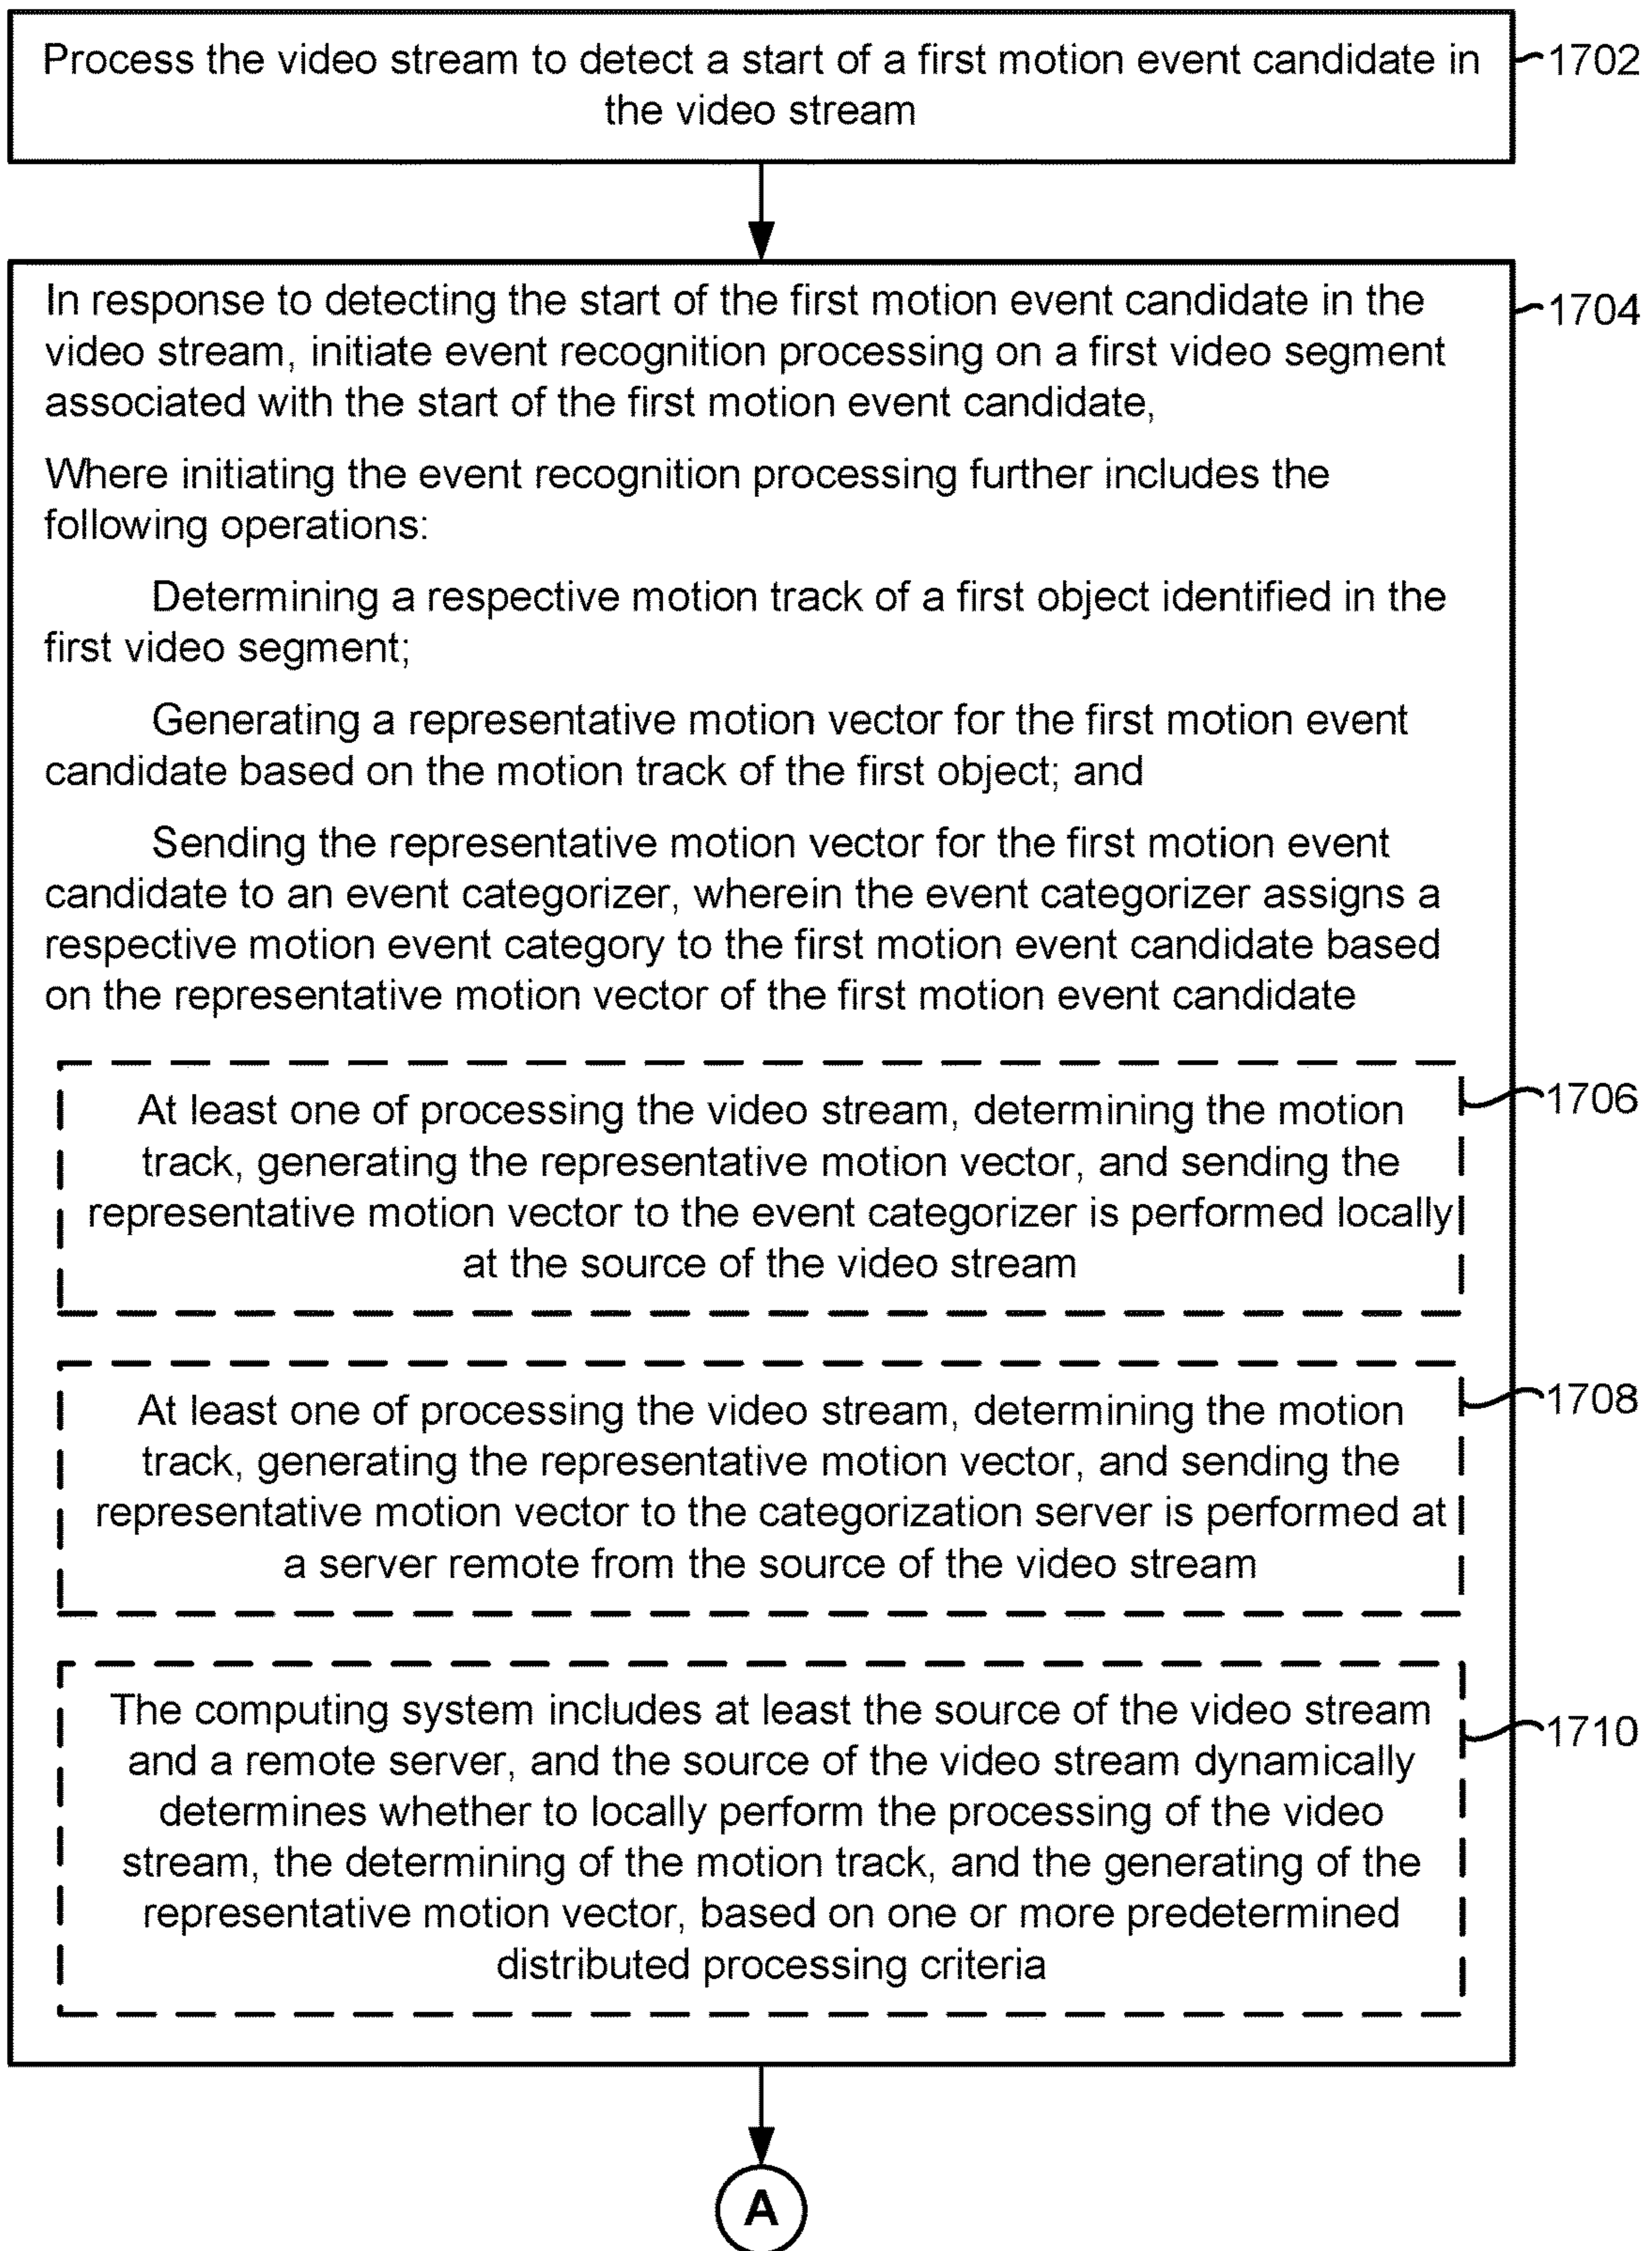 Process the video stream to detect a start of a first motion event candidate in
the video stream
1702
In response to detecting the start of the first motion event candidate in the
video stream, initiate event recognition processing on a first video segment
associated with the start of the first motion event candidate,
1704
Where initiating the event recognition processing further includes the
following operations:
Determining a respective motion track of a first object identified in the
first video segment;
Generating a representative motion vector for the first motion event
candidate based on the motion track of the first object; and
Sending the representative motion vector for the first motion event
candidate to an event categorizer, wherein the event categorizer assigns a
respective motion event category to the first motion event candidate based
on the representative motion vector of the first motion event candidate
At least one of processing the video stream, determining the motion
track, generating the representative motion vector, and sending the
representative motion vector to the event categorizer is performed locally
at the source of the video stream
1706
At least one of processing the video stream, determining the motion
track, generating the representative motion vector, and sending the
representative motion vector to the categorization server is performed at
a server remote from the source of the video stream
1708
The computing system includes at least the source of the video stream
and a remote server, and the source of the video stream dynamically
determines whether to locally perform the processing of the video
stream, the determining of the motion track, and the generating of the
representative motion vector, based on one or more predetermined
distributed processing criteria
1710
A